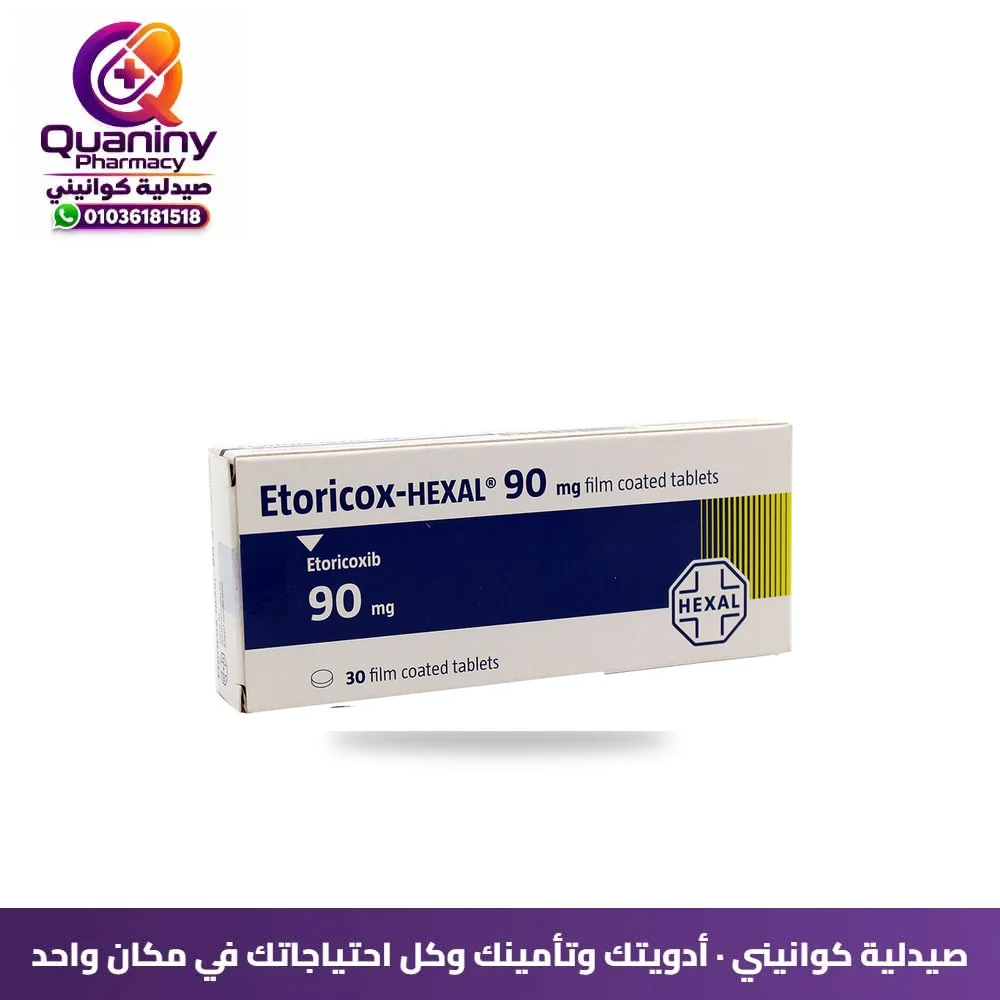 Quaniny
Pharmacy
صيدلية كوانيني
01036181518
Etoricox-HEXAL® 90 mg film coated tablets
Etoricoxib
90 mg
HEXAL
30 film coated tablets
صيدلية كوانيني . أدويتك وتأمينك وكل احتياجاتك في مكان واحد